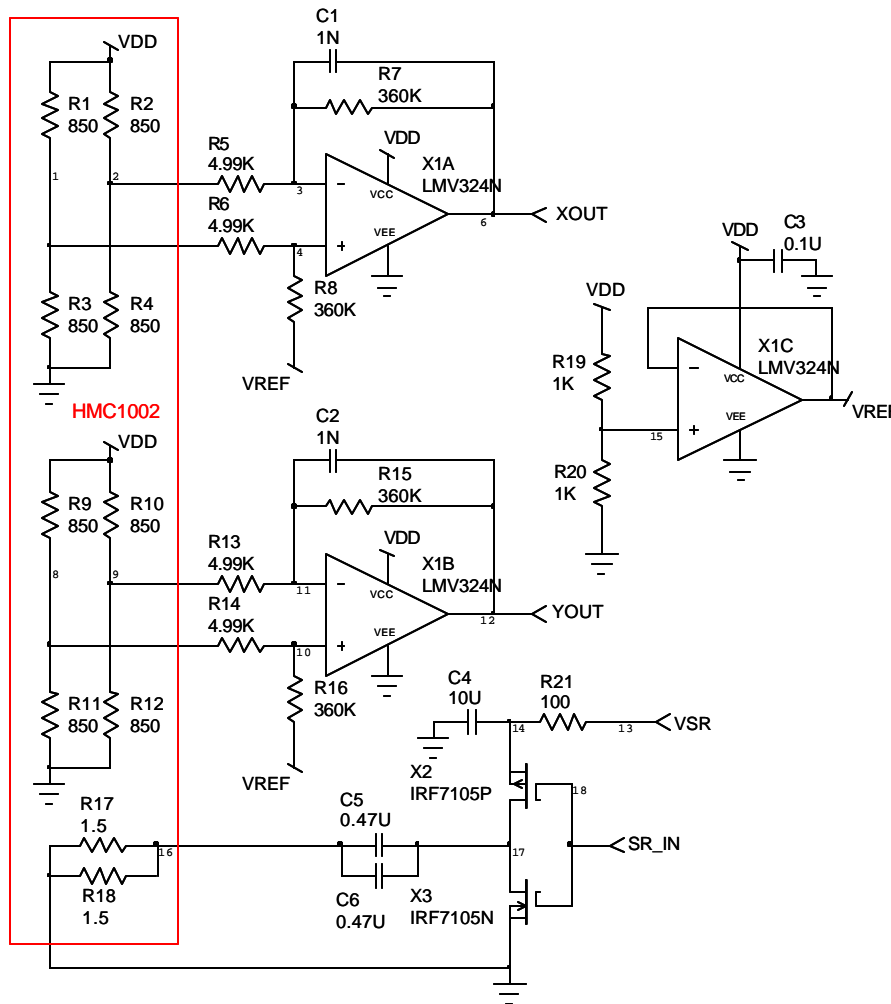 C1
1N
VDD
R7
360K
R1
850
R2
850
R5
4.99K
VDD
X1A
LMV324N
VCC
VEE
1
2
3
R6
4.99K
4
6
XOUT
R3
850
R4
850
R8
360K
VREF
VDD
C3
0.1U
VDD
R19
1K
X1C
LMV324N
VCC
VEE
15
VREF
R20
1K
HMC1002
C2
1N
VDD
R15
360K
R9
850
R10
850
R13
4.99K
VDD
X1B
LMV324N
VCC
VEE
8
9
11
R14
4.99K
10
12
YOUT
R11
850
R12
850
R16
360K
VREF
C4
10U
R21
100
14
13
VSR
X2
IRF7105P
18
R17
1.5
16
C5
0.47U
17
SR_IN
R18
1.5
C6
0.47U
X3
IRF7105N